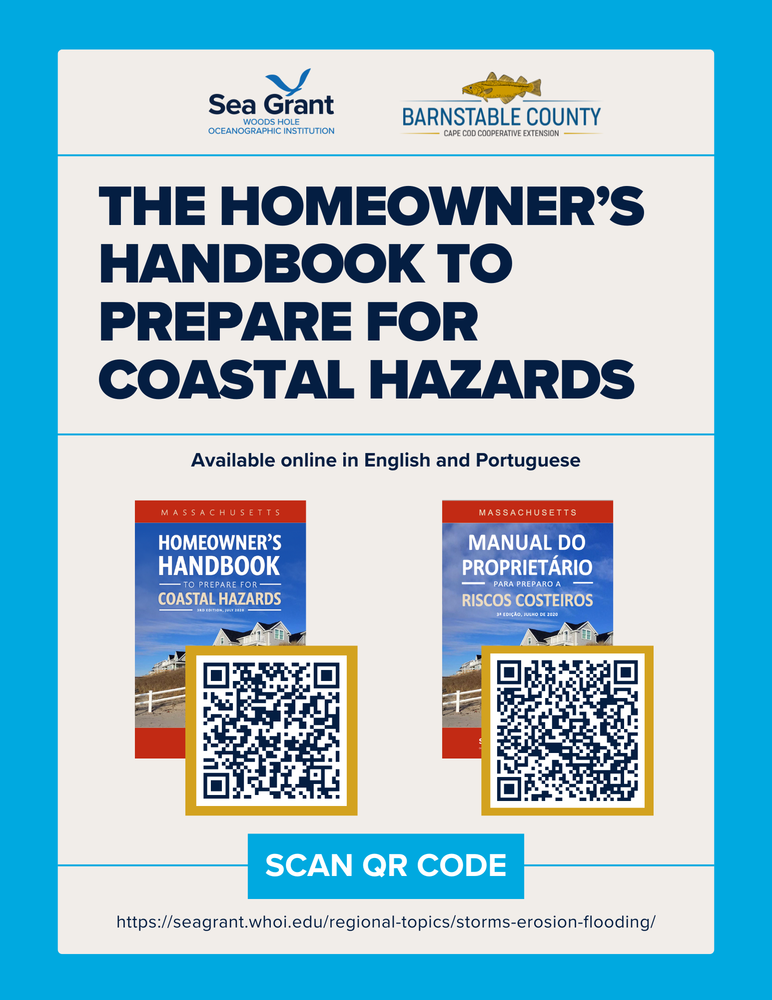 Sea Grant
WOODS HOLE
OCEANOGRAPHIC INSTITUTION
BARNSTABLE COUNTY
CAPE COD COOPERATIVE EXTENSION
THE HOMEOWNER’S
HANDBOOK TO
PREPARE FOR
COASTAL HAZARDS
Available online in English and Portuguese
MASSACHUSETTS
HOMEOWNER’S
HANDBOOK
TO PREPARE FOR
COASTAL HAZARDS
3RD EDITION, JULY 2020
MASSACHUSETTS
MANUAL DO
PROPRIETÁRIO
PARA PREPARO A
RISCOS COSTEIROS
3ª EDIÇÃO, JULHO DE 2020
SCAN QR CODE
https://seagrant.whoi.edu/regional-topics/storms-erosion-flooding/